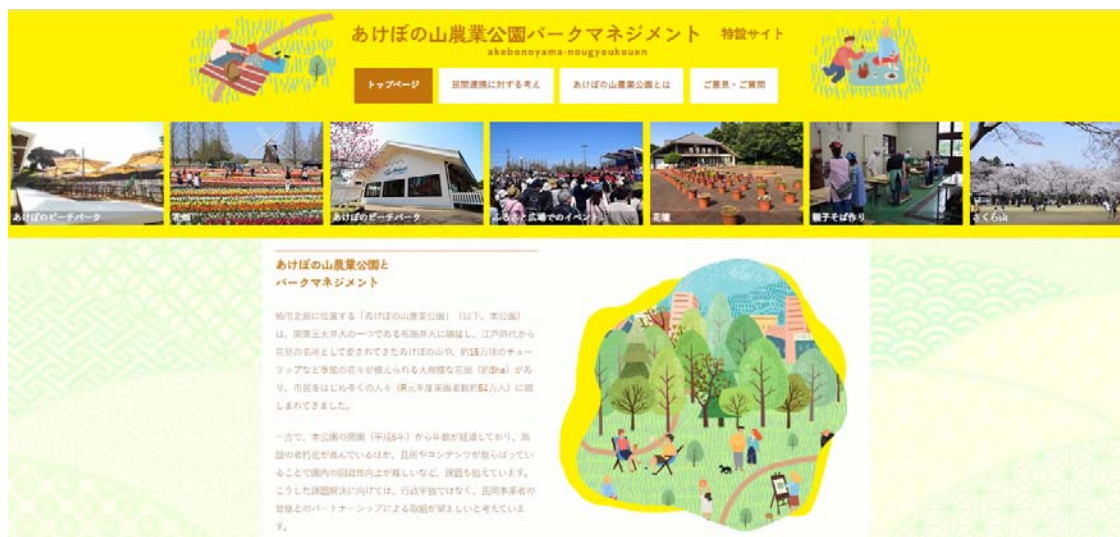 あけぼの山農業公園パークマネジメント 特設サイト
akebonoyama-nougyoukouen
トップページ
民間連携に対する考え
あけぼの山農業公園とは
ご意見・ご質問
あけぼのビーチパーク
花畑
あけぼのビーチパーク
ふるさと広場でのイベント
花壇
親子そば作り
さくら山
あけぼの山農業公園と
パークマネジメント
柏市北部に位置する「あけぼの山農業公園」（以下、本公園）
は、関東三大弁天の一つである布施弁天に隣接し、江戸時代から
花見の名所として愛されてきたあけぼの山や、約15万球のチュー
リップなど季節の花々が植えられる大規模な花畑（約3ha）があ
り、市民をはじめ多くの人々（R元年度来園者数約54万人）に親
しまれてきました。
一方で、本公園の開園（平成6年）から年数が経過しており、施
設の老朽化が進んでいるほか、見所やコンテンツが散らばってい
ることで園内の回遊性向上が難しいなど、課題も抱えています。
こうした課題解決に向けては、行政単独ではなく、民間事業者の
皆様とのパートナーシップによる取組が望ましいと考えていま
す。